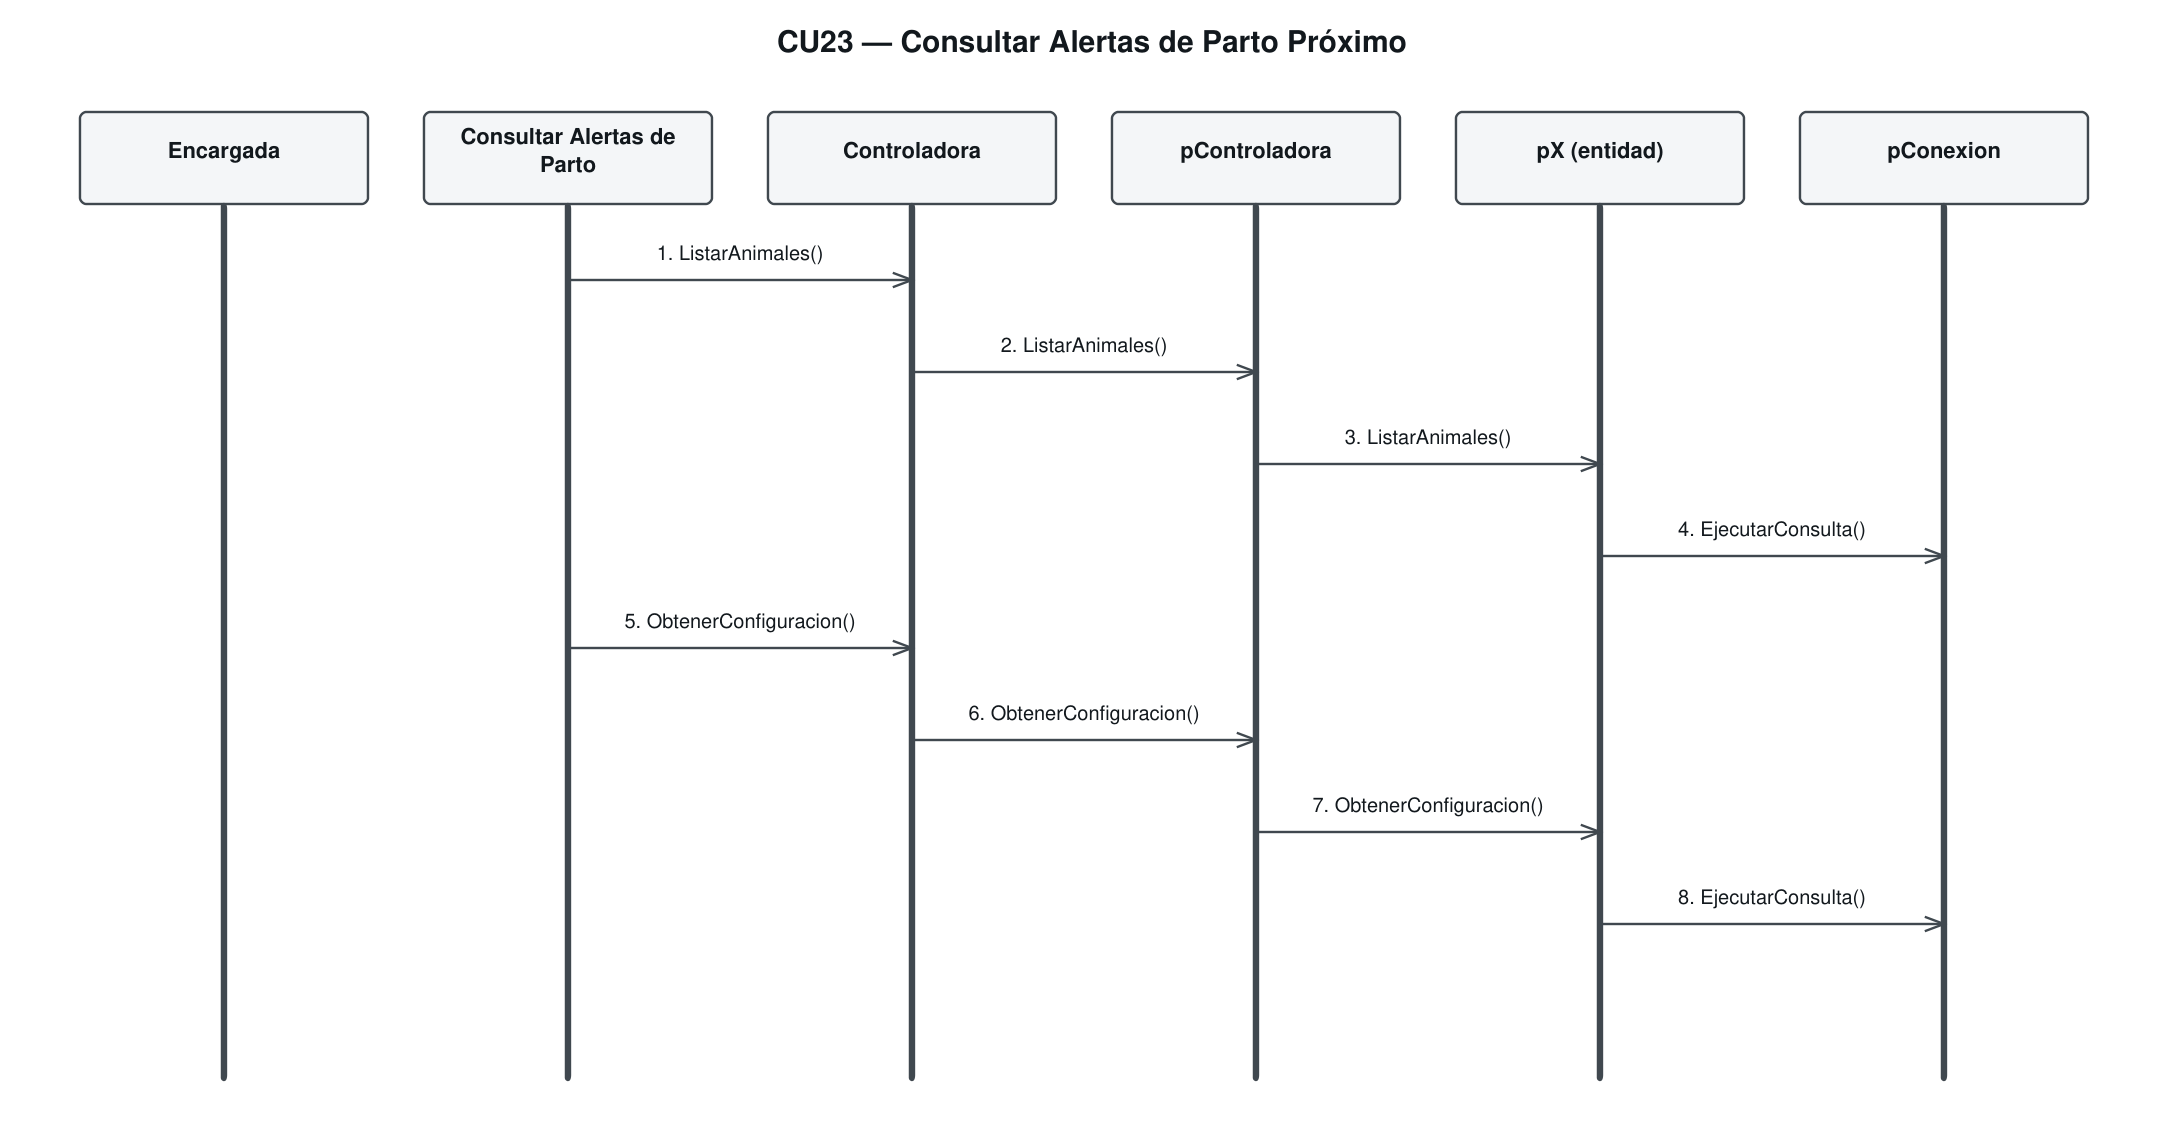 CU23 — Consultar Alertas de Parto Próximo
Encargada
Consultar Alertas de
Parto
Controladora
pControladora
pX (entidad)
pConexion
1. ListarAnimales()
2. ListarAnimales()
3. ListarAnimales()
4. EjecutarConsulta()
5. ObtenerConfiguracion()
6. ObtenerConfiguracion()
7. ObtenerConfiguracion()
8. EjecutarConsulta()